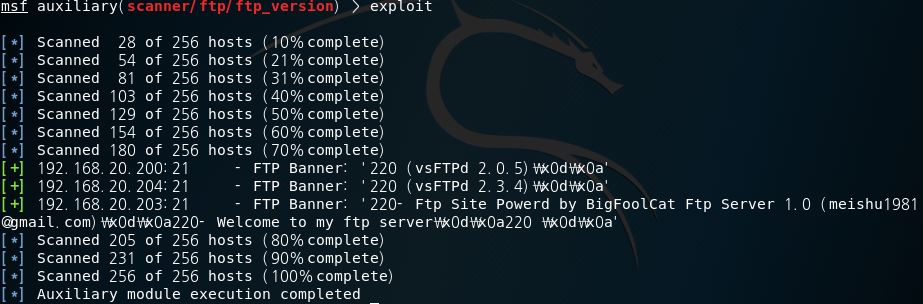 msf auxiliary(scanner/ftp/ftp_version) > exploit
[*] Scanned  28 of 256 hosts (10% complete)
[*] Scanned  54 of 256 hosts (21% complete)
[*] Scanned  81 of 256 hosts (31% complete)
[*] Scanned 103 of 256 hosts (40% complete)
[*] Scanned 129 of 256 hosts (50% complete)
[*] Scanned 154 of 256 hosts (60% complete)
[*] Scanned 180 of 256 hosts (70% complete)
[+] 192.168.20.200:21     - FTP Banner: '220 (vsFTPd 2.0.5)₩x0d₩x0a'
[+] 192.168.20.204:21     - FTP Banner: '220 (vsFTPd 2.3.4)₩x0d₩x0a'
[+] 192.168.20.203:21     - FTP Banner: '220- Ftp Site Powerd by BigFoolCat Ftp Server 1.0 (meishu1981
@gmail.com)₩x0d₩x0a220- Welcome to my ftp server₩x0d₩x0a220 ₩x0d₩x0a'
[*] Scanned 205 of 256 hosts (80% complete)
[*] Scanned 231 of 256 hosts (90% complete)
[*] Scanned 256 of 256 hosts (100% complete)
[*] Auxiliary module execution completed